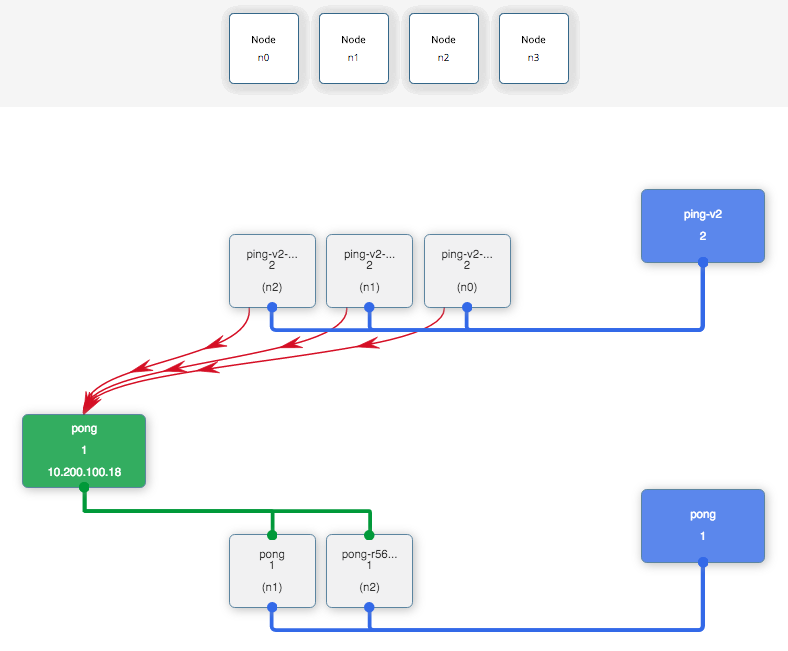 Node
n0
Node
n1
Node
n2
Node
n3
ping-v2
2
ping-v2-...
2
(n2)
ping-v2-...
2
(n1)
ping-v2-...
2
(n0)
pong
1
10.200.100.18
pong
1
pong
1
(n1)
pong-r56...
1
(n2)